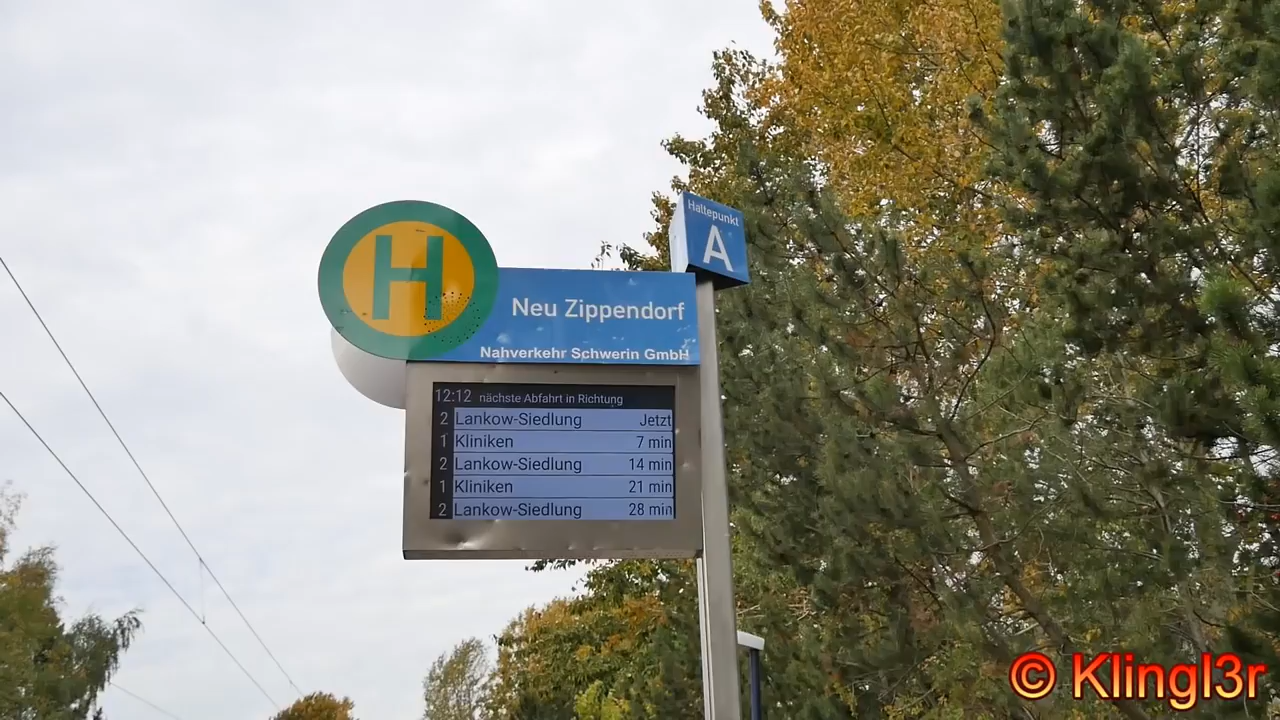 Haltepunkt
A
H
Neu Zippendorf
Nahverkehr Schwerin GmbH
12:12 nächste Abfahrt in Richtung
2 Lankow-Siedlung Jetzt
1 Kliniken 7 min
2 Lankow-Siedlung 14 min
1 Kliniken 21 min
2 Lankow-Siedlung 28 min
© Klingl3r